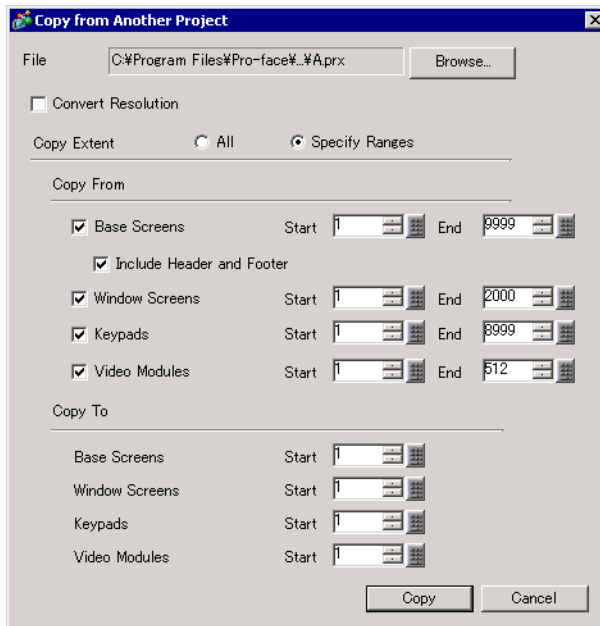 Copy from Another Project
File C:¥Program Files¥Pro-face¥...¥A.prx Browse...
Convert Resolution
Copy Extent All Specify Ranges
Copy From
Base Screens Start 1 End 9999
Include Header and Footer
Window Screens Start 1 End 2000
Keypads Start 1 End 8999
Video Modules Start 1 End 512
Copy To
Base Screens Start 1
Window Screens Start 1
Keypads Start 1
Video Modules Start 1
Copy Cancel